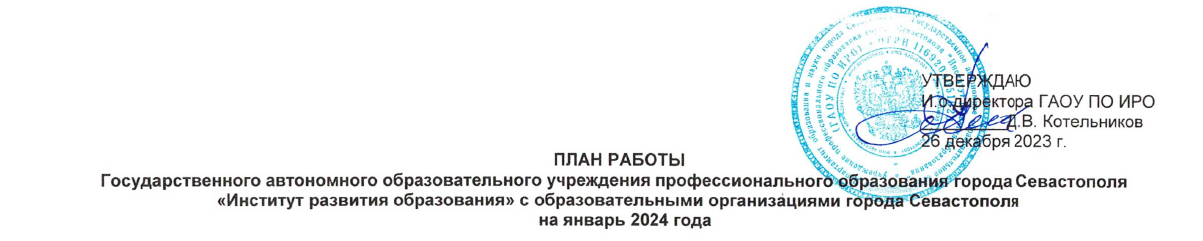 УТВЕРЖДАЮ
И.о.директора ГАОУ ПО ИРО
Д.В. Котельников
26 декабря 2023 г.
ПЛАН РАБОТЫ
Государственного автономного образовательного учреждения профессионального образования города Севастополя
«Институт развития образования» с образовательными организациями города Севастополя
на январь 2024 года